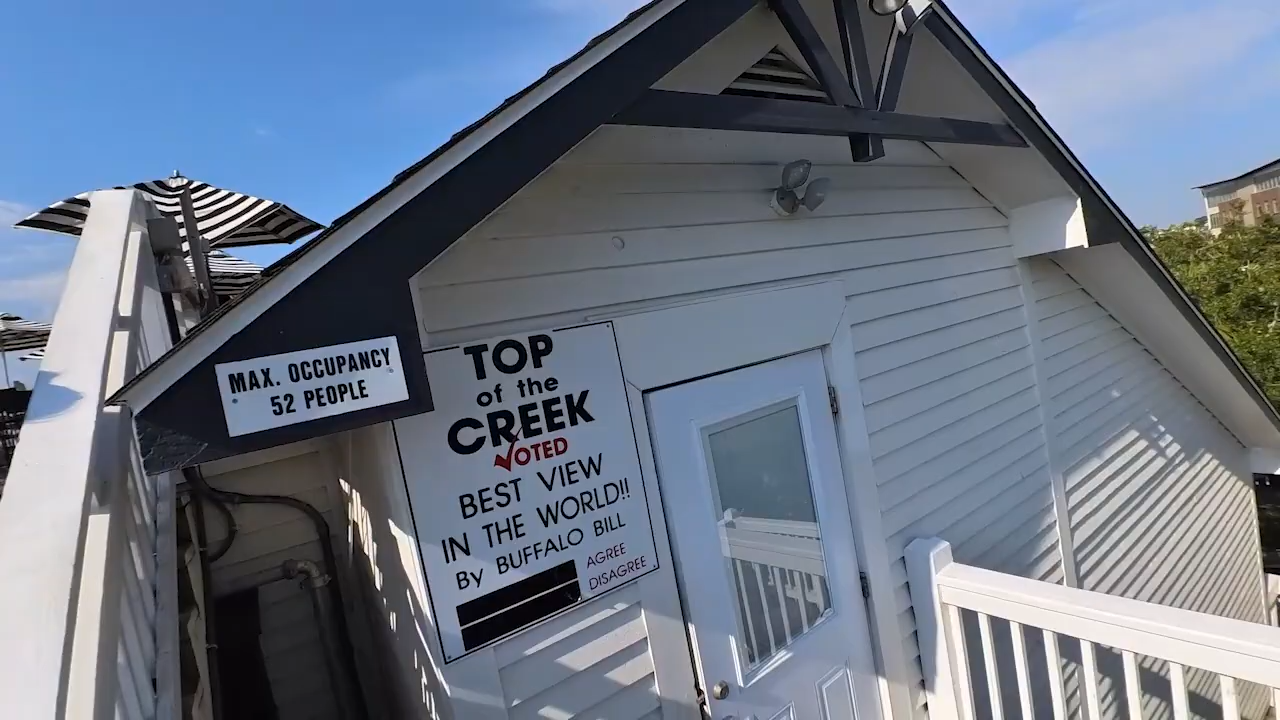 MAX. OCCUPANCY
52 PEOPLE
TOP
of the
CREEK
VOTED
BEST VIEW
IN THE WORLD!!
BY BUFFALO BILL
AGREE
DISAGREE